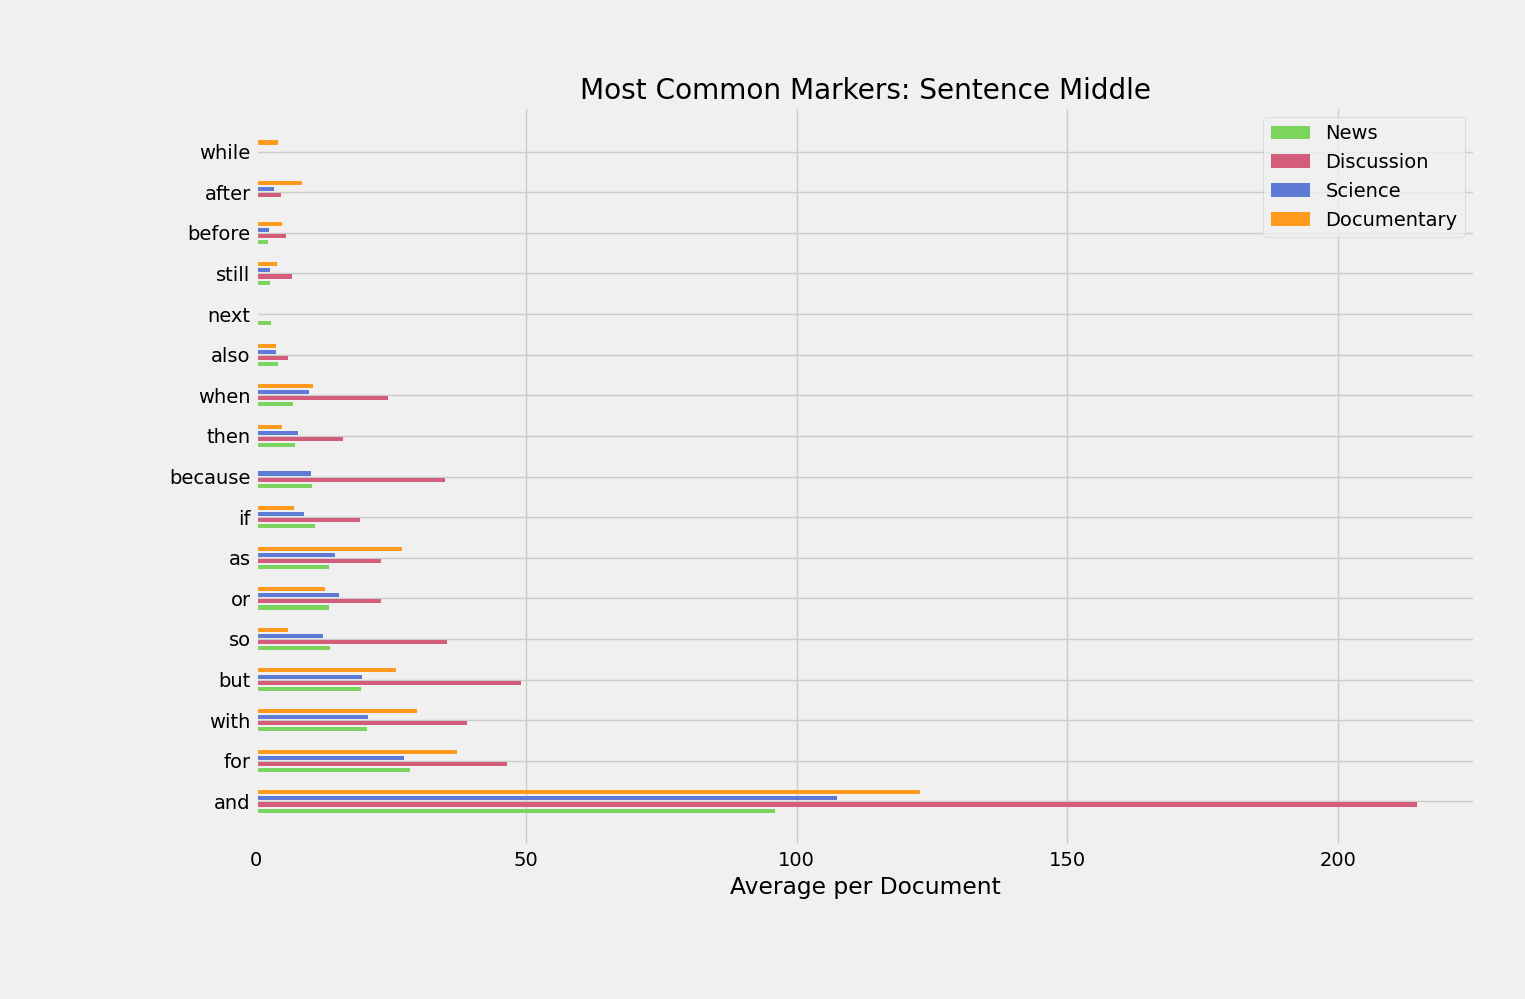 Most Common Markers: Sentence Middle
News
Discussion
Science
Documentary
while
after
before
still
next
also
when
then
because
if
as
or
so
but
with
for
and
0 50 100 150 200
Average per Document